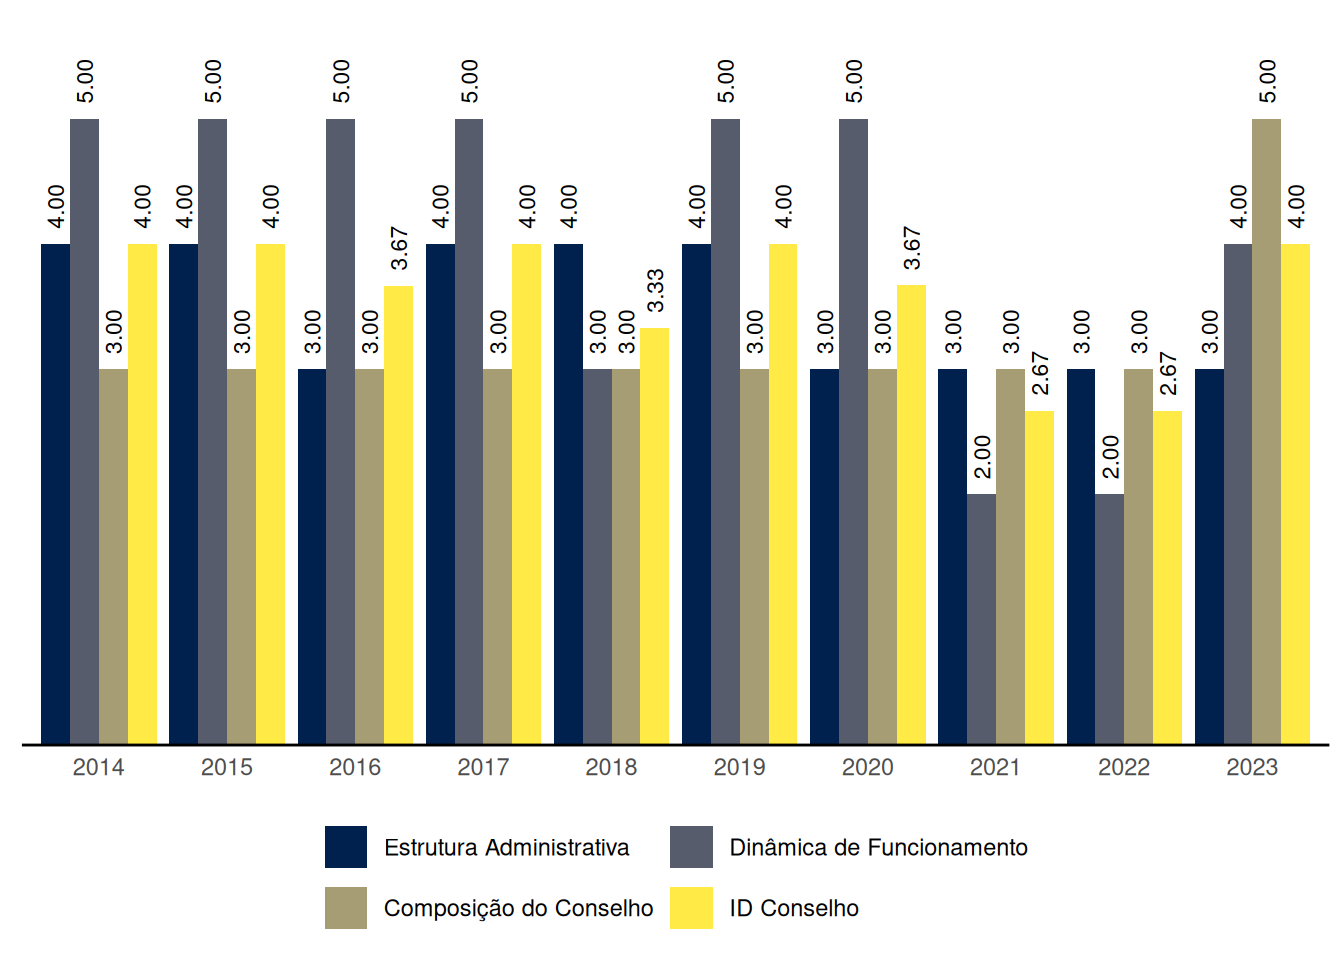 4.00 5.00 3.00 4.00 4.00 5.00 3.00 4.00 3.00 5.00 3.00 3.67 4.00 5.00 3.00 4.00 4.00 3.00 3.00 3.33 4.00 5.00 3.00 4.00 3.00 5.00 3.00 3.67 3.00 2.00 3.00 2.67 3.00 2.00 3.00 2.67 3.00 4.00 5.00 4.00
2014 2015 2016 2017 2018 2019 2020 2021 2022 2023
Estrutura Administrativa Dinâmica de Funcionamento
Composição do Conselho ID Conselho